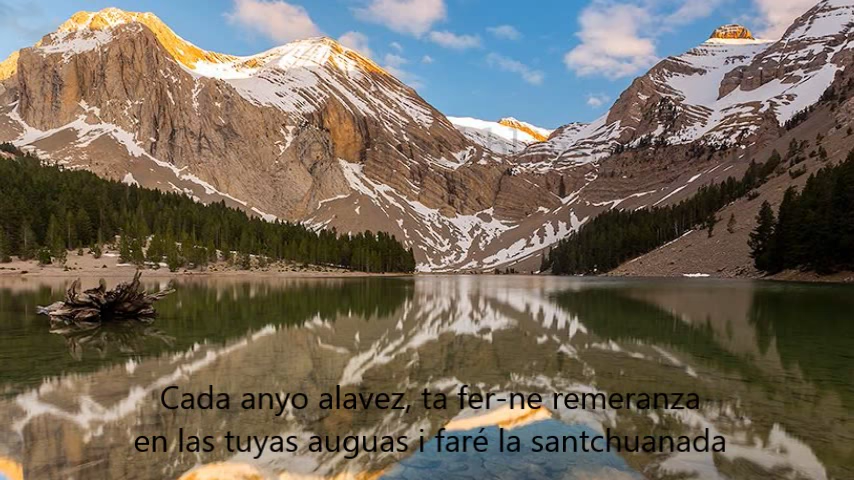 Cada anyo alavez, ta fer-ne remeranza
en las tuyas auguas i faré la santchuanada